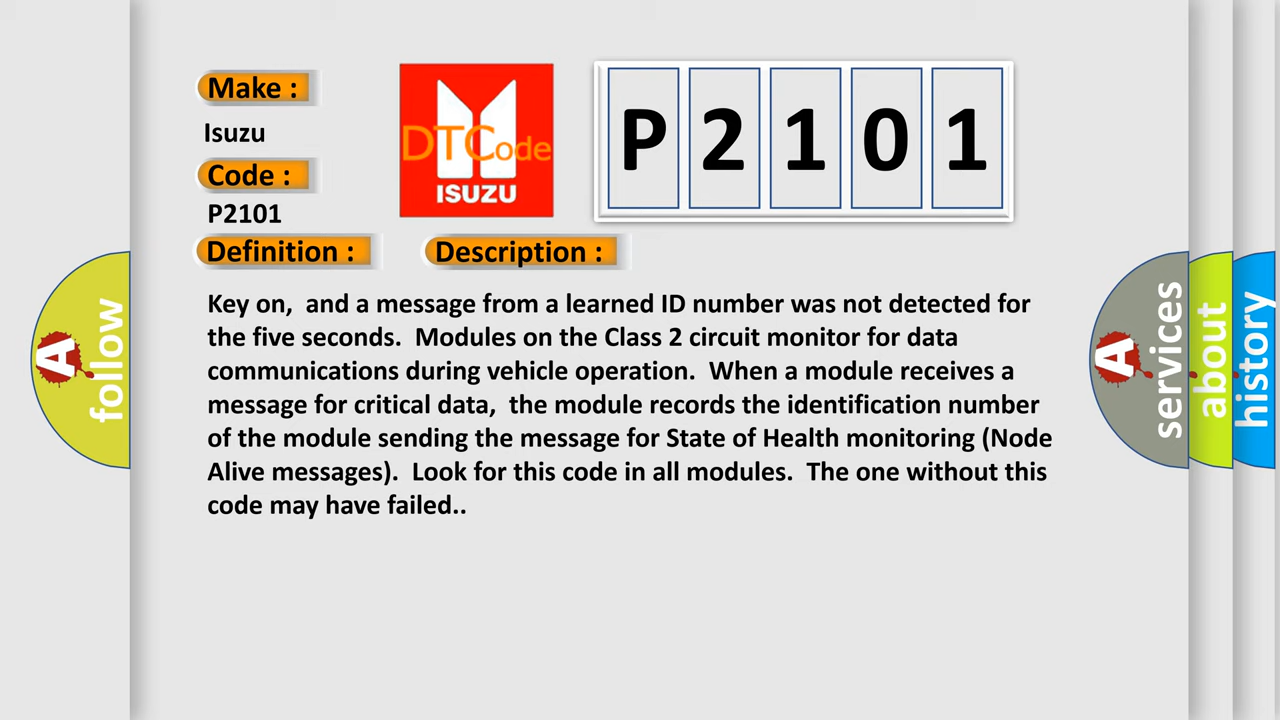 Make :
Isuzu
Code :
P2101
Definition :
Description :
DTCode
ISUZU
P2101
Key on,  and a message from a learned ID number was not detected for
the five seconds  Modules on the Class 2 circuit monitor for data
communications during vehicle operation  When a module receives a
message for critical data,  the module records the identification number
of the module sending the message for State of Health monitoring (Node
Alive messages)  Look for this code in all modules  The one without this
code may have failed..
A follow
A services
about
history